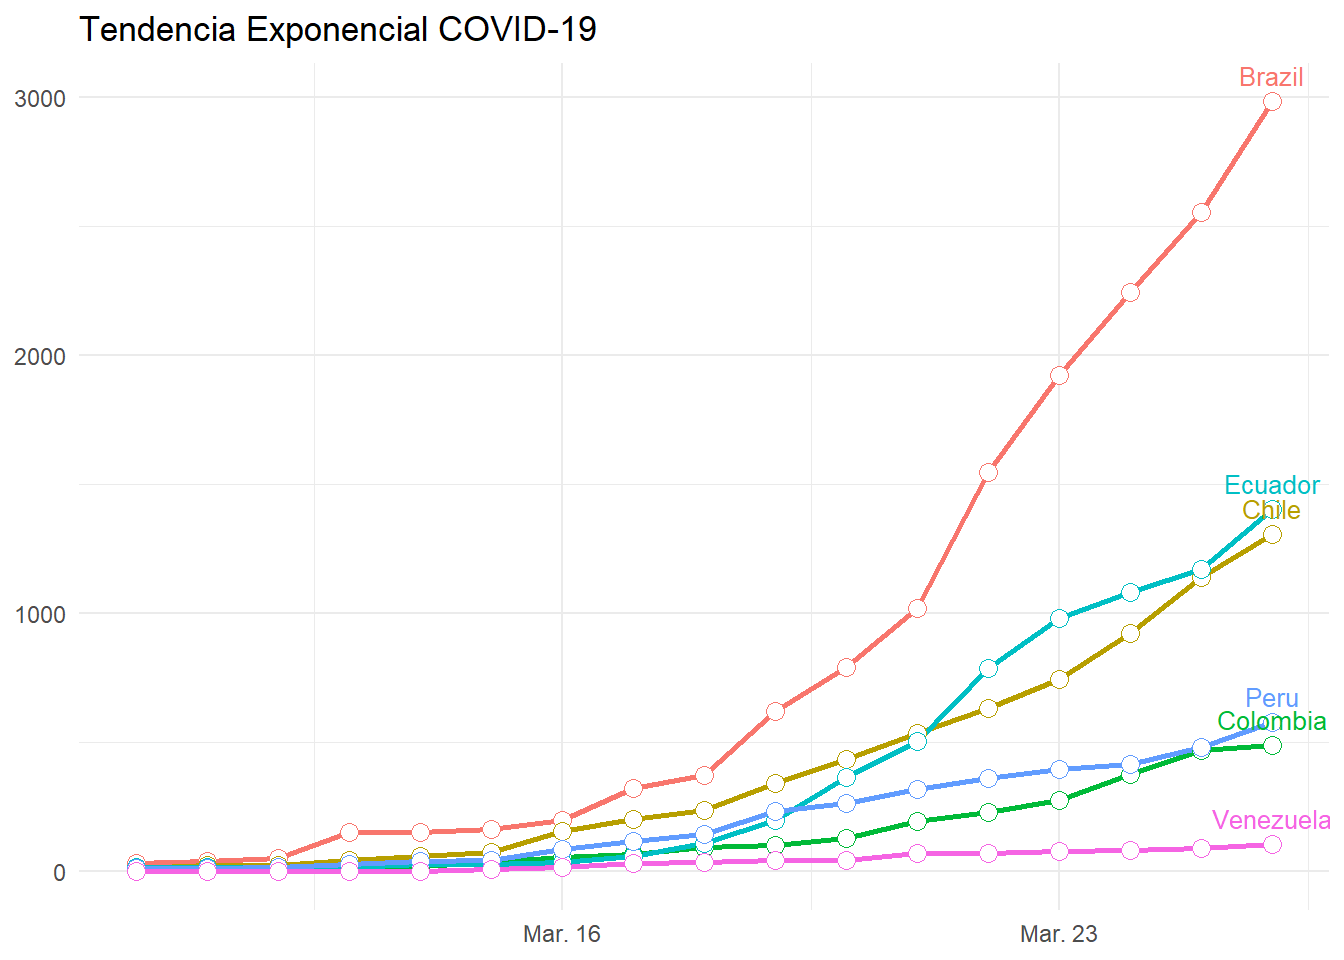 Tendencia Exponencial COVID-19
Brazil
3000
2000
Ecuador
Chile
1000
Peru
Colombia
Venezuela
0
Mar. 16
Mar. 23